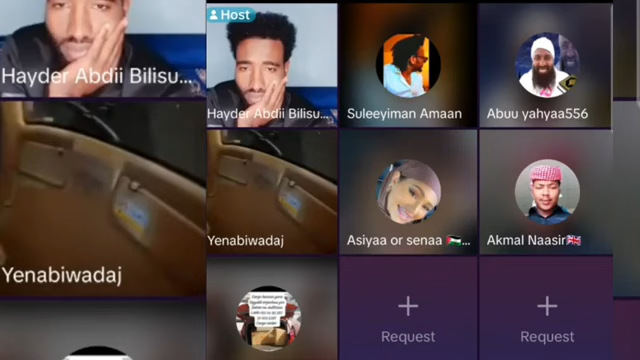 Hayder Abdii Bilisu...
Yenabiwadaj
Host
Hayder Abdii Bilisu...
Suleeyiman Amaan
Abuu yahyaa556
Yenabiwadaj
Asiyaa or senaa 🇵🇸...
Akmal Naasir🇬🇧
+
Request
+
Request